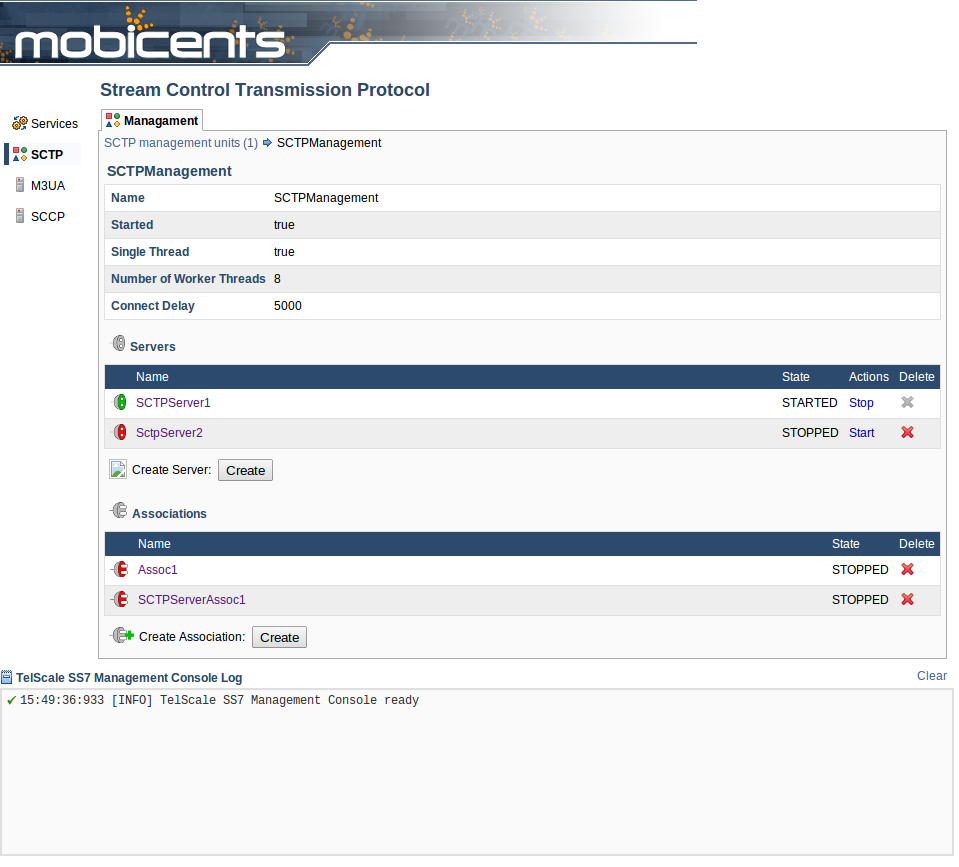 mobicents
Stream Control Transmission Protocol
Services
SCTP
M3UA
SCCP
Managament
SCTP management units (1) SCTPManagement
SCTPManagement
Name SCTPManagement
Started true
Single Thread true
Number of Worker Threads 8
Connect Delay 5000
Servers
Name State Actions Delete
SCTPServer1 STARTED Stop
SctpServer2 STOPPED Start
Create Server: Create
Associations
Name State Delete
Assoc1 STOPPED
SCTPServerAssoc1 STOPPED
Create Association: Create
TelScale SS7 Management Console Log Clear
15:49:36:933 [INFO] TelScale SS7 Management Console ready